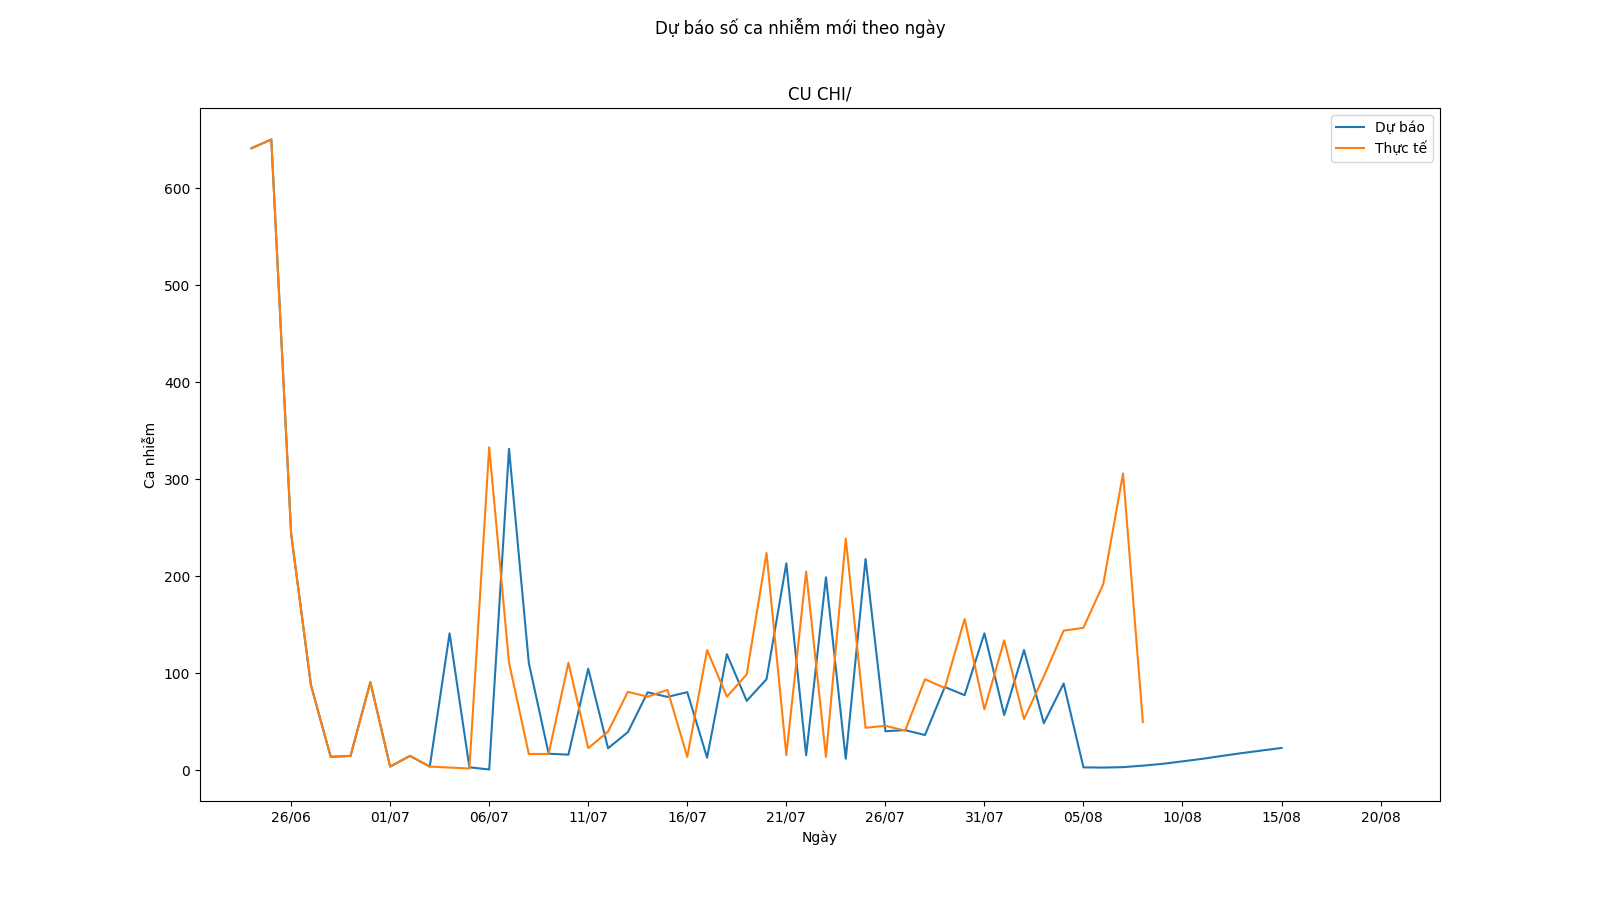 Dự báo số ca nhiễm mới theo ngày
CU CHI/
Dự báo
Thực tế
600
500
400
300
200
100
0
Ca nhiễm
26/06 01/07 06/07 11/07 16/07 21/07 26/07 31/07 05/08 10/08 15/08 20/08
Ngày